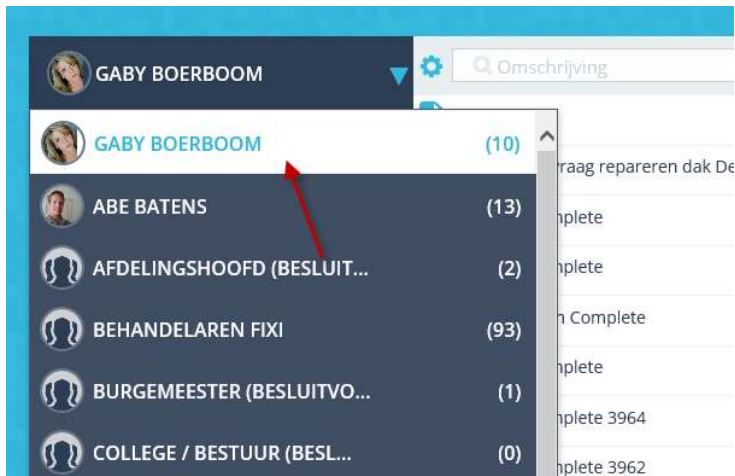 GABY BOERBOOM
Omschrijving
GABY BOERBOOM (10)
raag repareren dak De
ABE BATENS (13)
nplete
AFDELINGSHOOFD (BESLUIT... (2)
nplete
BEHANDELAREN FIXI (93)
n Complete
nplete
BURGEMEESTER (BESLUITVO... (1)
nplete 3964
COLLEGE / BESTUUR (BESL... (0)
nplete 3962